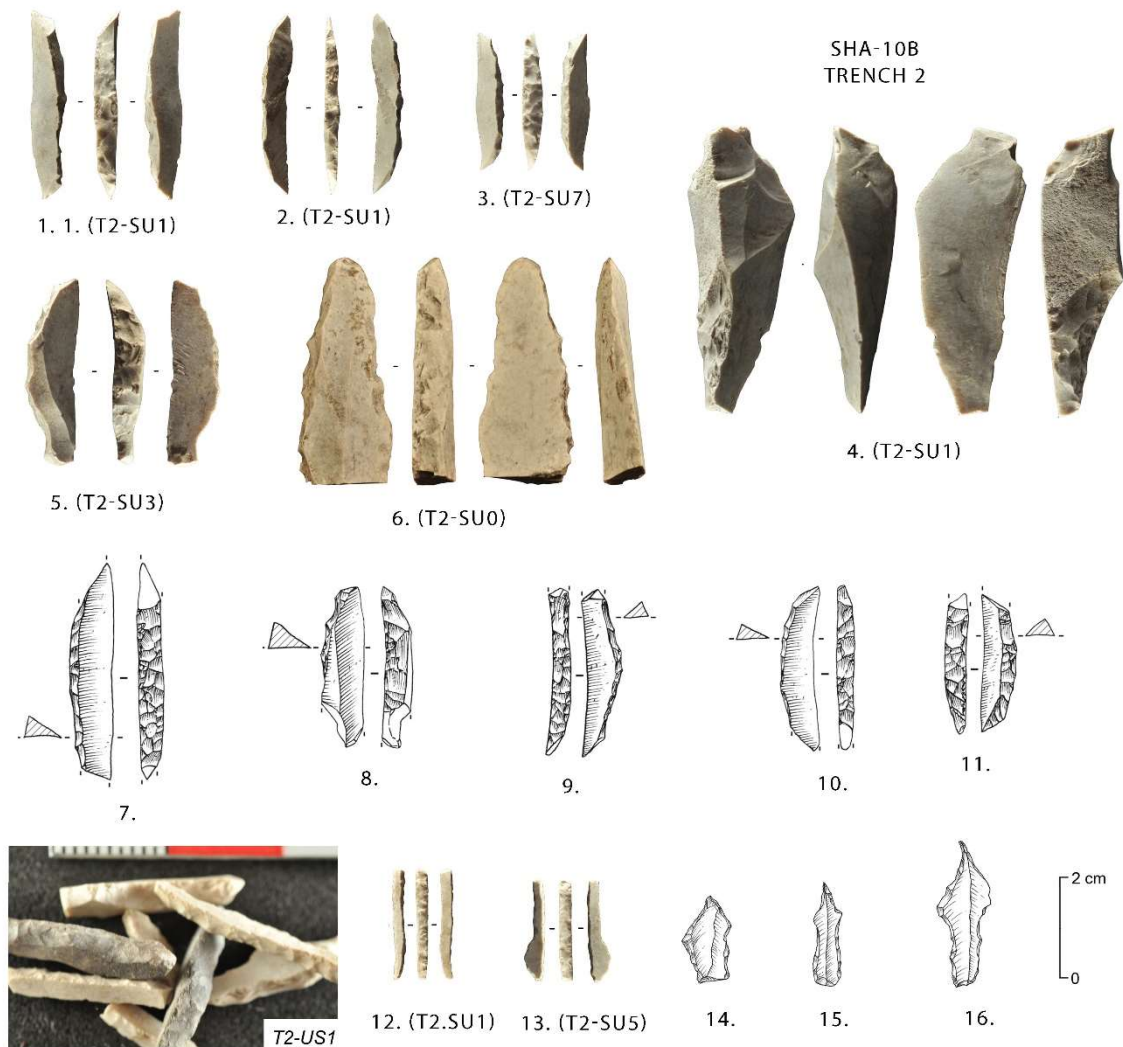 SHA-10B
TRENCH 2
1. 1. (T2-SU1)
2. (T2-SU1)
3. (T2-SU7)
4. (T2-SU1)
5. (T2-SU3)
6. (T2-SU0)
7.
8.
9.
10.
11.
T2-US1
12. (T2.SU1)
13. (T2-SU5)
14.
15.
16.
2 cm
0